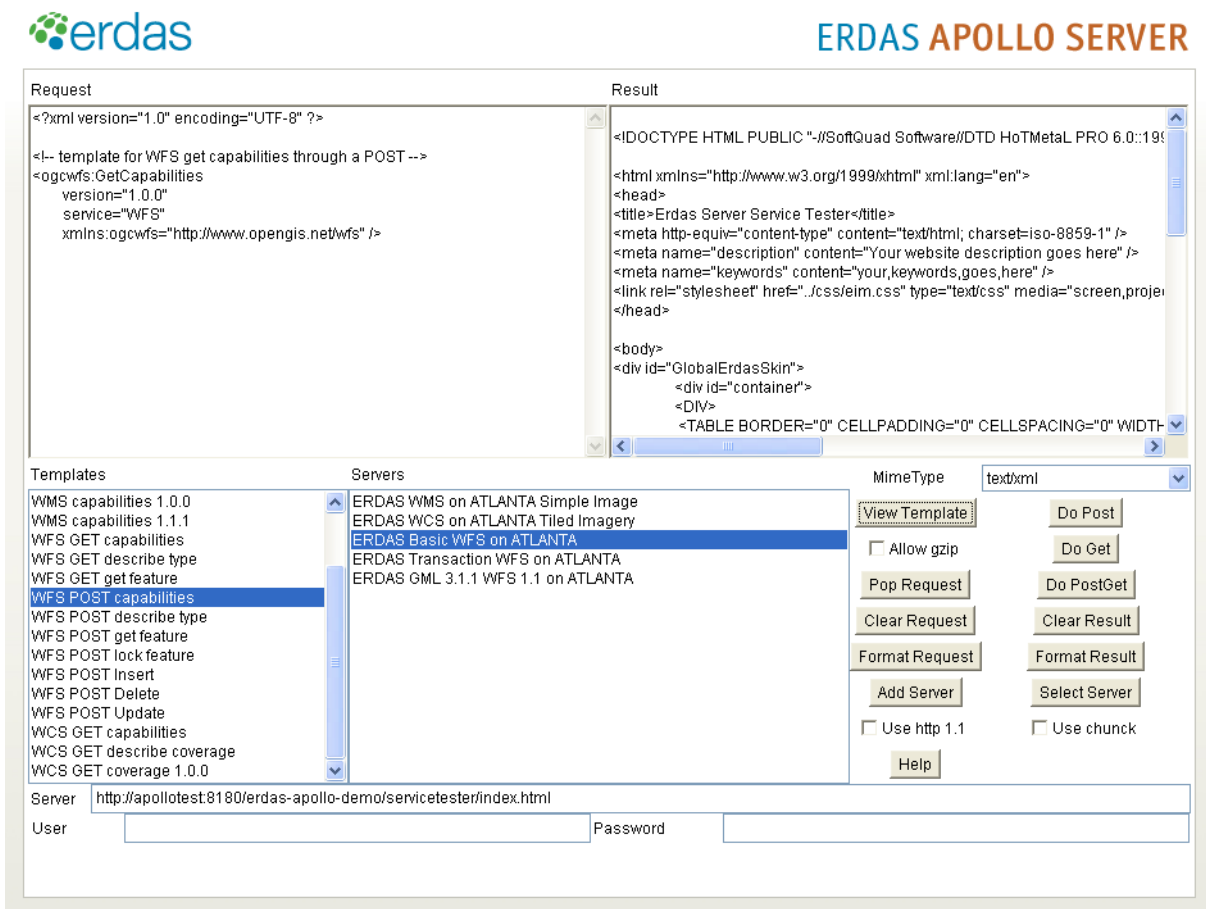 erdas
ERDAS APOLLO SERVER
Request
<?xml version="1.0" encoding="UTF-8" ?>
<!-- template for WFS get capabilities through a POST -->
<ogcwfs:GetCapabilities
version="1.0.0"
service="WFS"
xmlns:ogcwfs="http://www.opengis.net/wfs" />
Result
<!DOCTYPE HTML PUBLIC "-//SoftQuad Software//DTD HoTMetaL PRO 6.0::199
<html xmlns="http://www.w3.org/1999/xhtml" xml:lang="en">
<head>
<title>Erdas Server Service Tester</title>
<meta http-equiv="content-type" content="text/html; charset=iso-8859-1" />
<meta name="description" content="Your website description goes here" />
<meta name="keywords" content="your,keywords,goes,here" />
<link rel="stylesheet" href="../css/eim.css" type="text/css" media="screen,proje
</head>
<body>
<div id="GlobalErdasSkin">
<div id="container">
<DIV>
<TABLE BORDER="0" CELLPADDING="0" CELLSPACING="0" WIDTH
Templates
WMS capabilities 1.0.0
WMS capabilities 1.1.1
WFS GET capabilities
WFS GET describe type
WFS GET get feature
WFS POST capabilities
WFS POST describe type
WFS POST get feature
WFS POST lock feature
WFS POST Insert
WFS POST Delete
WFS POST Update
WCS GET capabilities
WCS GET describe coverage
WCS GET coverage 1.0.0
Servers
ERDAS WMS on ATLANTA Simple Image
ERDAS WCS on ATLANTA Tiled Imagery
ERDAS Basic WFS on ATLANTA
ERDAS Transaction WFS on ATLANTA
ERDAS GML 3.1.1 WFS 1.1 on ATLANTA
MimeType text/xml
View Template Do Post
Allow gzip Do Get
Pop Request Do PostGet
Clear Request Clear Result
Format Request Format Result
Add Server Select Server
Use http 1.1 Use chunck
Help
Server http://apollotest:8180/erdas-apollo-demo/servicetester/index.html
User Password